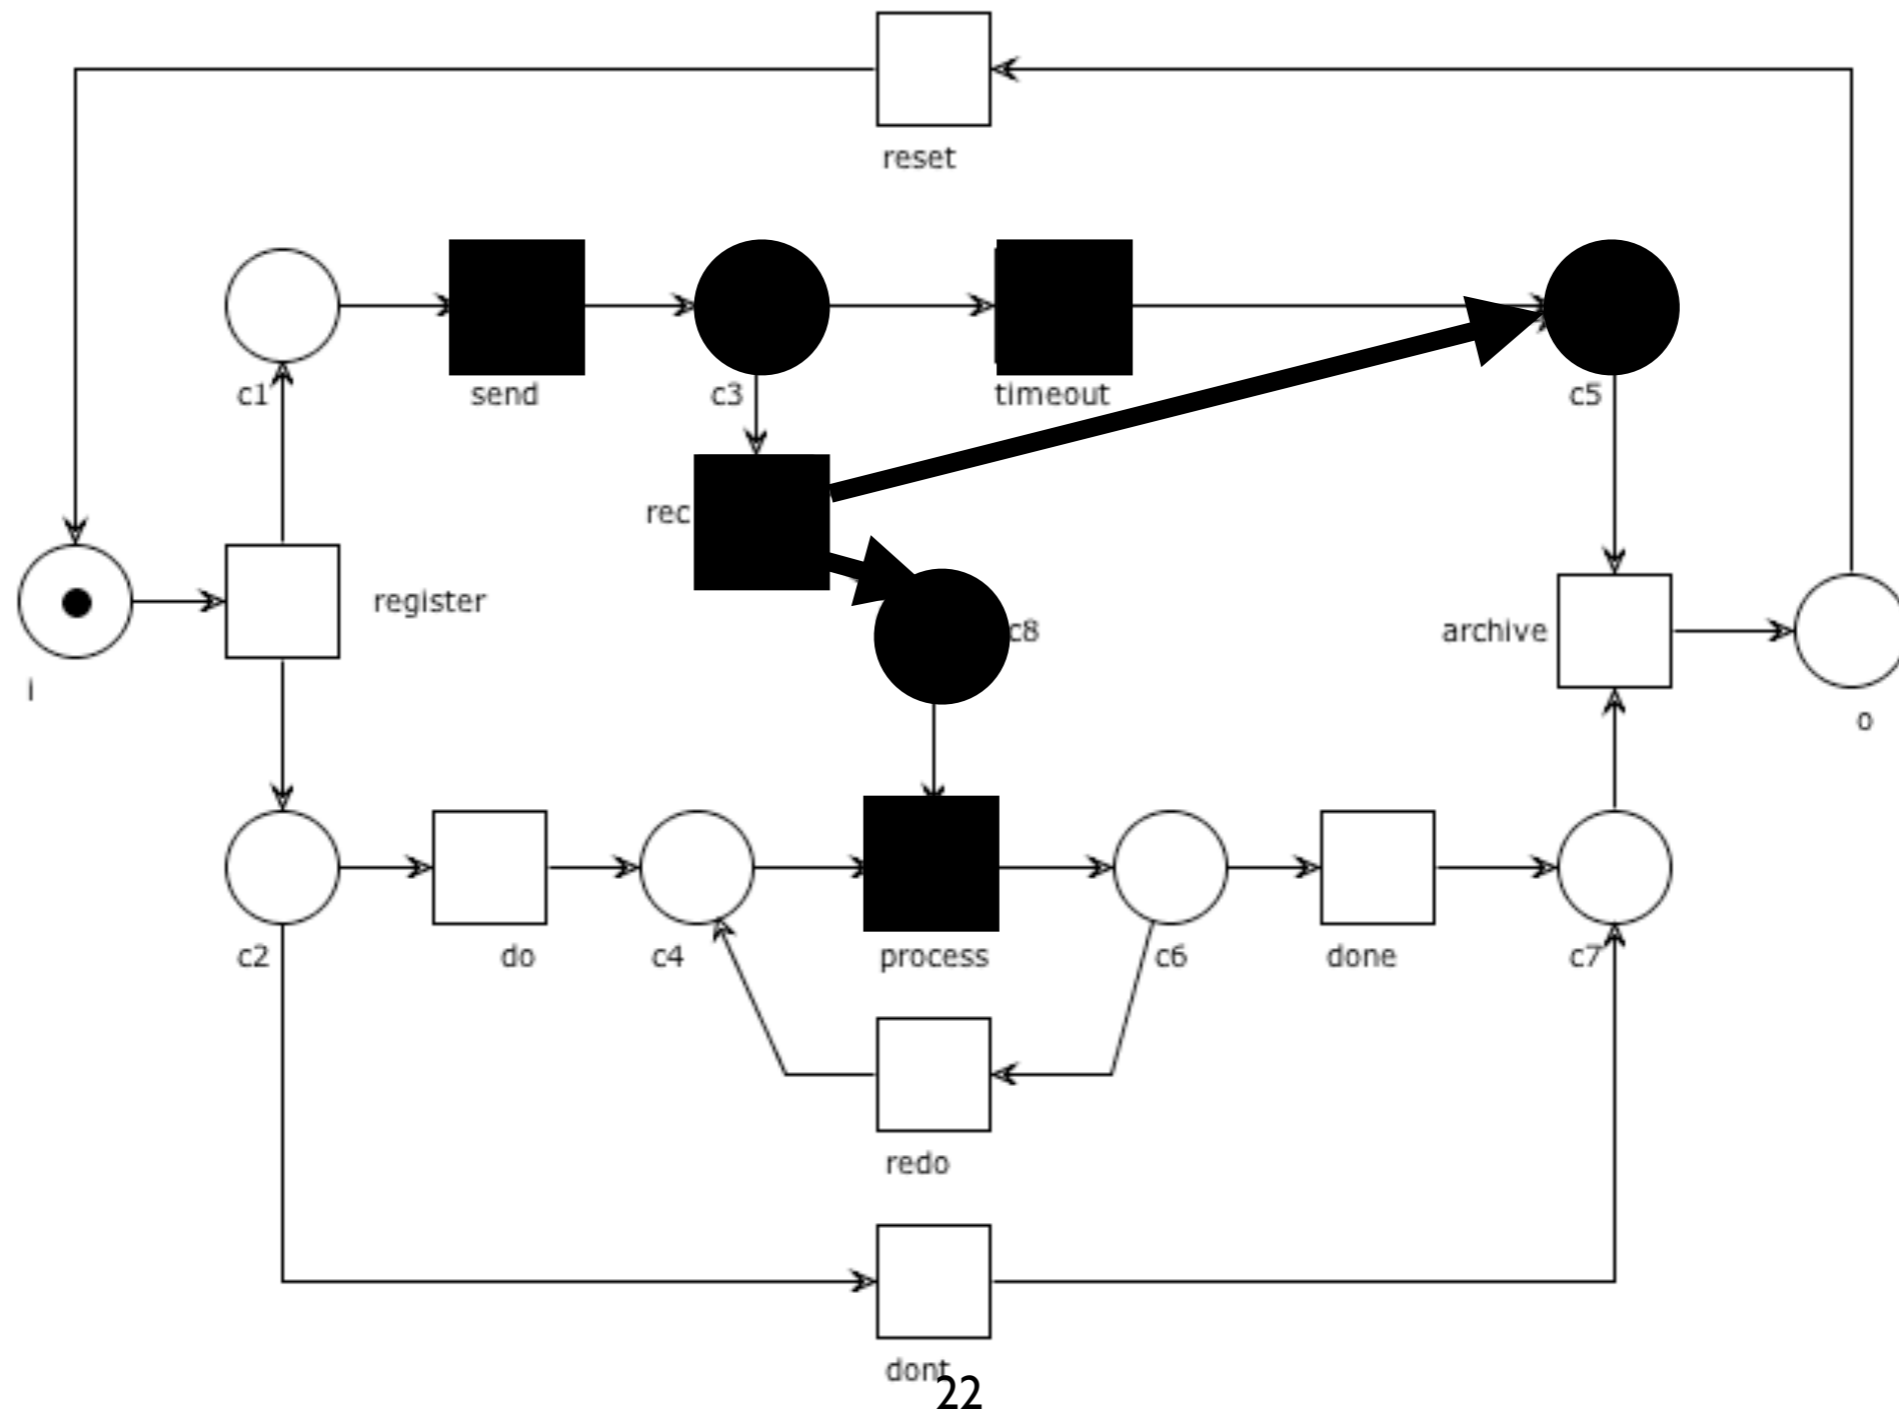 reset
c1
send
c3
timeout
c5
rec
register
c8
archive
i
o
c2
do
c4
process
c6
done
c7
redo
dont
22